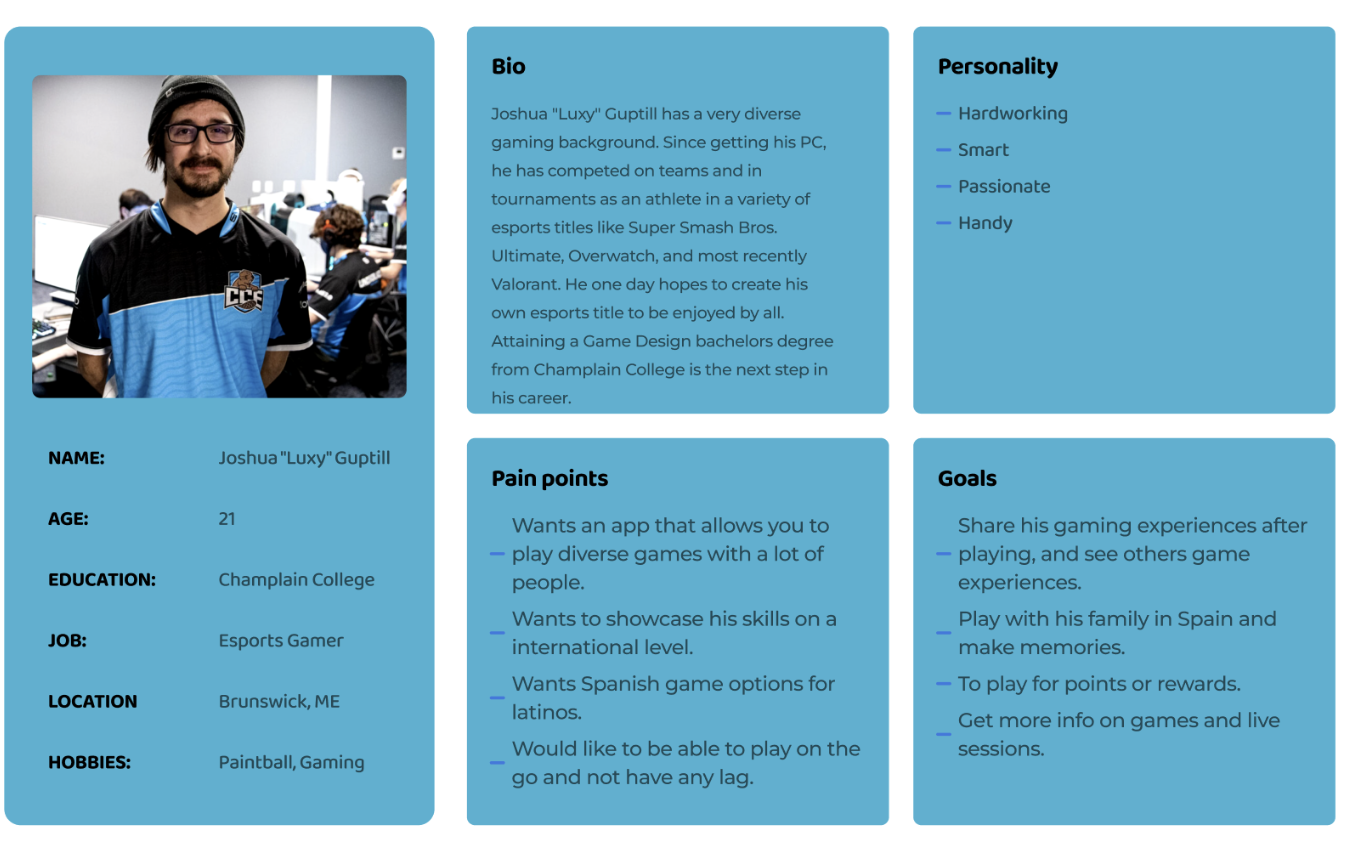 CCE
NAME: Joshua "Luxy" Guptill
AGE: 21
EDUCATION: Champlain College
JOB: Esports Gamer
LOCATION Brunswick, ME
HOBBIES: Paintball, Gaming
Bio
Joshua "Luxy" Guptill has a very diverse
gaming background. Since getting his PC,
he has competed on teams and in
tournaments as an athlete in a variety of
esports titles like Super Smash Bros.
Ultimate, Overwatch, and most recently
Valorant. He one day hopes to create his
own esports title to be enjoyed by all.
Attaining a Game Design bachelors degree
from Champlain College is the next step in
his career.
Personality
Hardworking
Smart
Passionate
Handy
Pain points
Wants an app that allows you to
play diverse games with a lot of
people.
Wants to showcase his skills on a
international level.
Wants Spanish game options for
latinos.
Would like to be able to play on the
go and not have any lag.
Goals
Share his gaming experiences after
playing, and see others game
experiences.
Play with his family in Spain and
make memories.
To play for points or rewards.
Get more info on games and live
sessions.